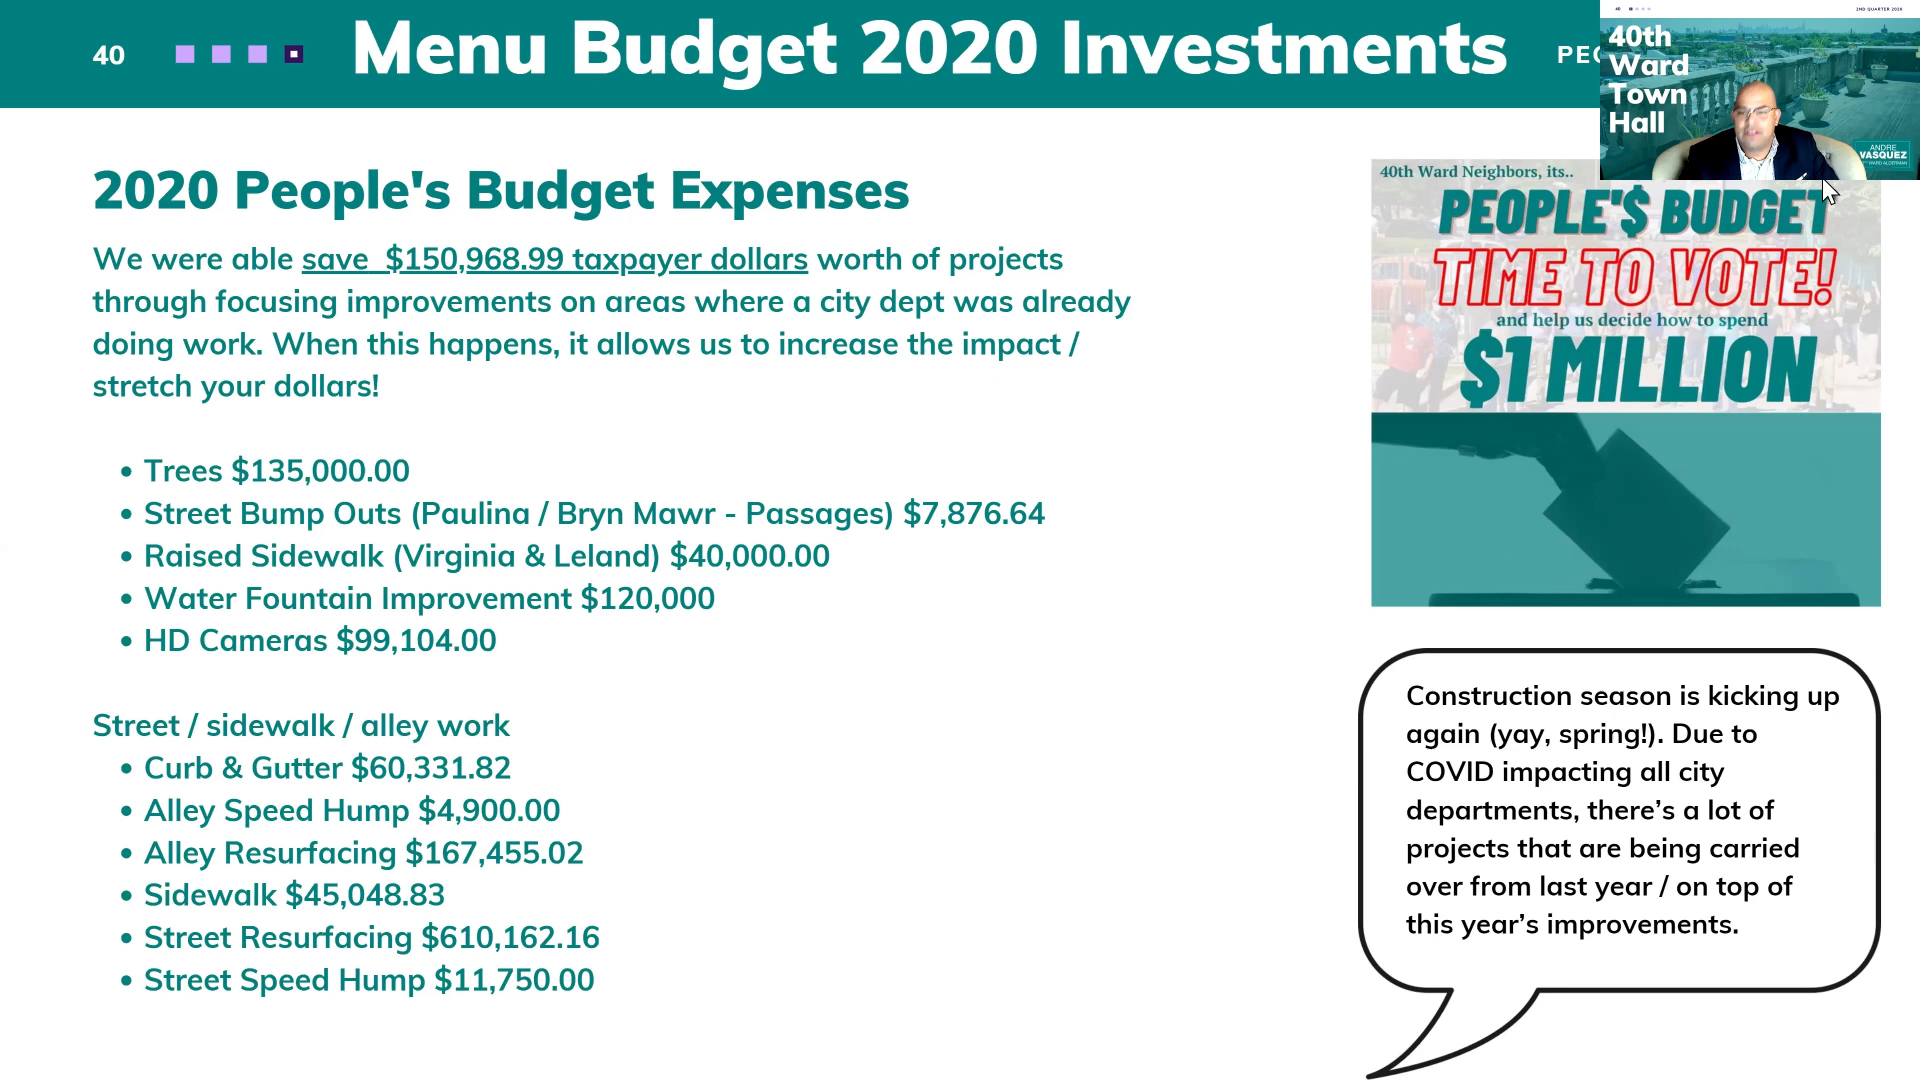 40
Menu Budget 2020 Investments
2ND QUARTER 2020
40th
Ward
Town
Hall
ANDRE
VASQUEZ
WARD ALDERMAN
2020 People's Budget Expenses
We were able save $150,968.99 taxpayer dollars worth of projects
through focusing improvements on areas where a city dept was already
doing work. When this happens, it allows us to increase the impact /
stretch your dollars!
• Trees $135,000.00
• Street Bump Outs (Paulina / Bryn Mawr - Passages) $7,876.64
• Raised Sidewalk (Virginia & Leland) $40,000.00
• Water Fountain Improvement $120,000
• HD Cameras $99,104.00
Street / sidewalk / alley work
• Curb & Gutter $60,331.82
• Alley Speed Hump $4,900.00
• Alley Resurfacing $167,455.02
• Sidewalk $45,048.83
• Street Resurfacing $610,162.16
• Street Speed Hump $11,750.00
40th Ward Neighbors, its..
PEOPLE'$ BUDGET
TIME TO VOTE!
and help us decide how to spend
$1 MILLION
Construction season is kicking up
again (yay, spring!). Due to
COVID impacting all city
departments, there’s a lot of
projects that are being carried
over from last year / on top of
this year’s improvements.